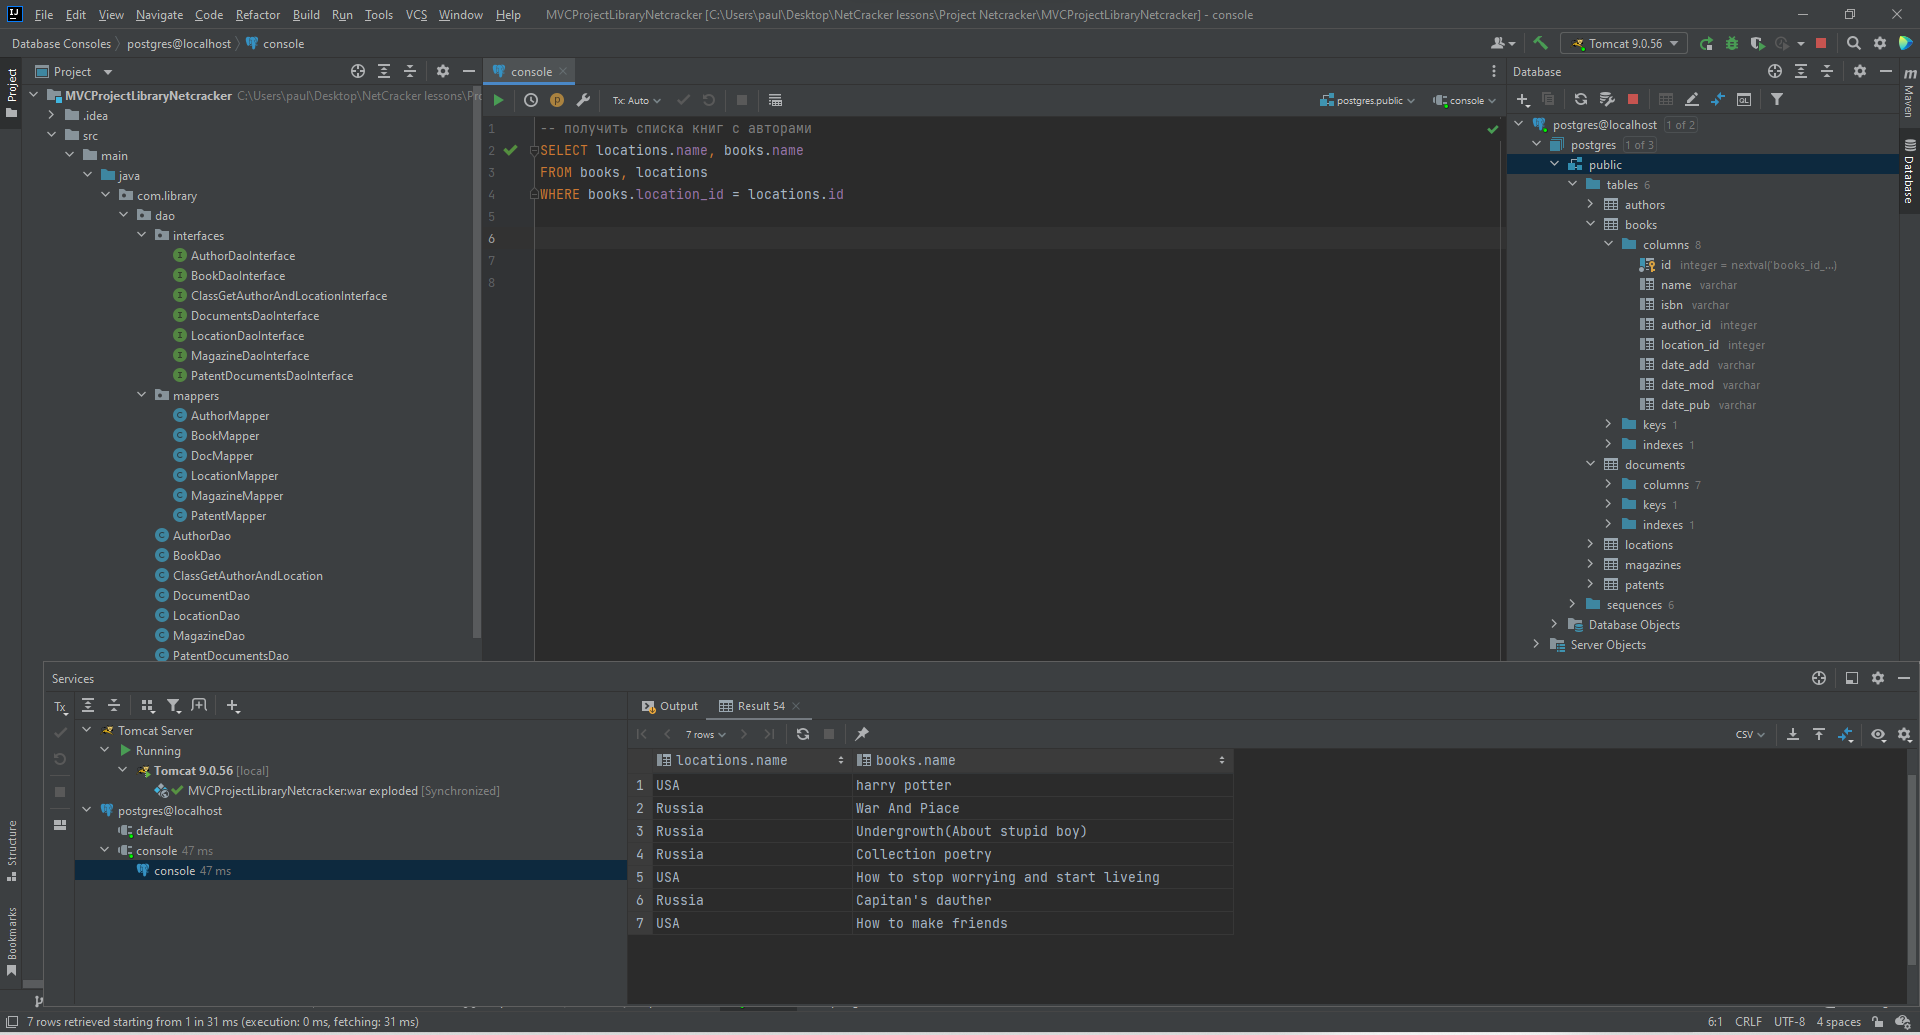 File Edit View Navigate Code Refactor Build Run Tools VCS Window Help MVCProjectLibraryNetcracker [C:\Users\paul\Desktop\NetCracker lessons\Project Netcracker\MVCProjectLibraryNetcracker] - console
Database Consoles postgres@localhost console
Tomcat 9.0.56
Project
Project
MVCProjectLibraryNetcracker C:\Users\paul\Desktop\NetCracker lessons\Prc
.idea
src
main
java
com.library
dao
interfaces
AuthorDaoInterface
BookDaoInterface
ClassGetAuthorAndLocationInterface
DocumentsDaoInterface
LocationDaoInterface
MagazineDaoInterface
PatentDocumentsDaoInterface
mappers
AuthorMapper
BookMapper
DocMapper
LocationMapper
MagazineMapper
PatentMapper
AuthorDao
BookDao
ClassGetAuthorAndLocation
DocumentDao
LocationDao
MagazineDao
PatentDocumentsDao
console
Tx: Auto
postgres.public console
1 -- получить списка книг с авторами
2 SELECT locations.name, books.name
3 FROM books, locations
4 WHERE books.location_id = locations.id
5
6
7
8
Database
Maven
Database
postgres@localhost 1 of 2
postgres 1 of 3
public
tables 6
authors
books
columns 8
id integer = nextval('books_id_...)
name varchar
isbn varchar
author_id integer
location_id integer
date_add varchar
date_mod varchar
date_pub varchar
keys 1
indexes 1
documents
columns 7
keys 1
indexes 1
locations
magazines
patents
sequences 6
Database Objects
Server Objects
Services
Tx
Tomcat Server
Running
Tomcat 9.0.56 [local]
MVCProjectLibraryNetcracker:war exploded [Synchronized]
postgres@localhost
default
console 47 ms
console 47 ms
Structure
Bookmarks
Output Result 54
7 rows
CSV
locations.name books.name
1 USA harry potter
2 Russia War And Piace
3 Russia Undergrowth(About stupid boy)
4 Russia Collection poetry
5 USA How to stop worrying and start liveing
6 Russia Capitan's dauther
7 USA How to make friends
7 rows retrieved starting from 1 in 31 ms (execution: 0 ms, fetching: 31 ms)
6:1 CRLF UTF-8 4 spaces